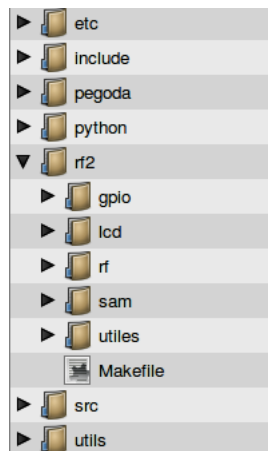 etc
include
pegoda
python
rf2
gpio
lcd
rf
sam
utiles
Makefile
src
utils